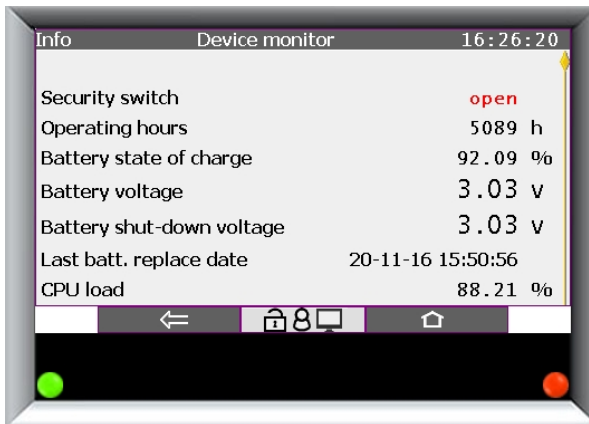 Info Device monitor 16:26:20
Security switch open
Operating hours 5089 h
Battery state of charge 92.09 %
Battery voltage 3.03 v
Battery shut-down voltage 3.03 v
Last batt. replace date 20-11-16 15:50:56
CPU load 88.21 %